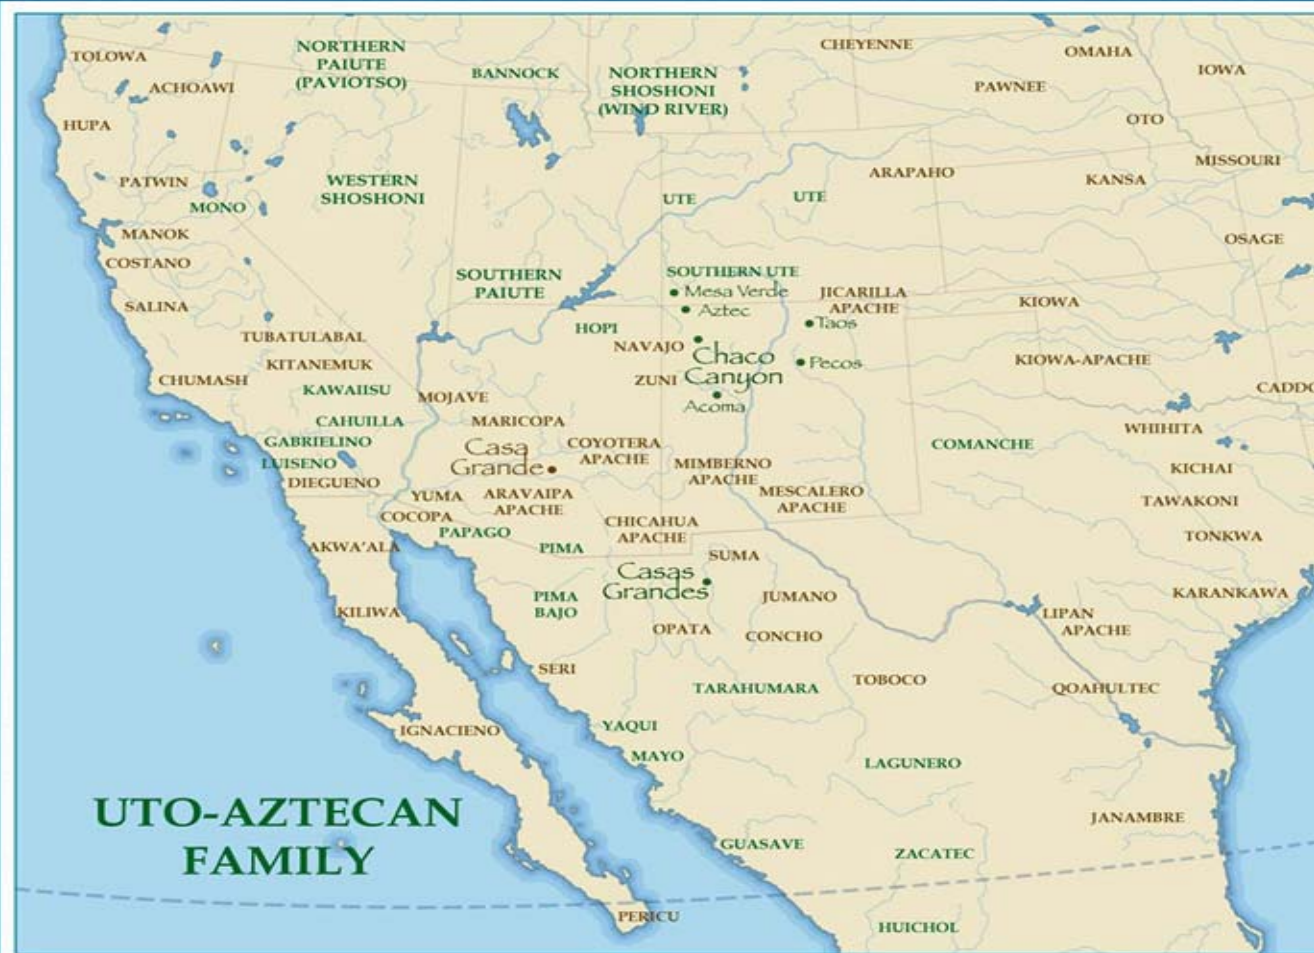 TOLOWA
NORTHERN
PAIUTE
(PAVIOTSO)
ACHOAWI
BANNOCK
NORTHERN
SHOSHONI
(WIND RIVER)
CHEYENNE
OMAHA
IOWA
PAWNEE
HUPA
OTO
MISSOURI
PATWIN
WESTERN
SHOSHONI
ARAPAHO
KANSA
MONO
UTE
UTE
MANOK
OSAGE
COSTANO
SOUTHERN
PAIUTE
SOUTHERN UTE
Mesa Verde
JICARILLA
APACHE
KIOWA
SALINA
Aztec
Taos
TUBATULABAL
HOPI
NAVAJO
Chaco
Canyon
Pecos
KIOWA-APACHE
KITANEMUK
CHUMASH
ZUNI
KAWAIISU
MOJAVE
Acoma
CADDO
CAHUILLA
MARICOPA
GABRIELINO
Casa
Grande
COYOTERA
APACHE
COMANCHE
WHIHITA
LUISENO
MIMBERNO
APACHE
KICHAI
DIEGUENO
YUMA
ARAVAIPA
APACHE
MESCALERO
APACHE
TAWAKONI
COCOPA
CHICAHUA
APACHE
PAPAGO
TONKWA
AKWA'ALA
PIMA
SUMA
Casas
Grandes
PIMA
BAJO
JUMANO
KARANKAWA
KILIWA
LIPAN
APACHE
OPATA
CONCHO
SERI
TARAHUMARA
TOBOCO
QOAHULTEC
IGNACIENO
YAQUI
MAYO
LAGUNERO
UTO-AZTECAN
FAMILY
JANAMBRE
GUASAVE
ZACATEC
PERICU
HUICHOL